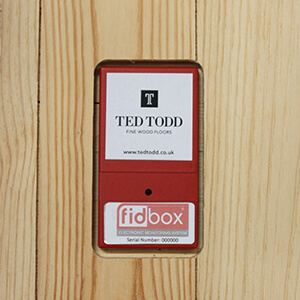 T
TED TODD
FINE WOOD FLOORS
www.tedtodd.co.uk
fidbox
ELECTRONIC MONITORING SYSTEM
Serial Number: 000000